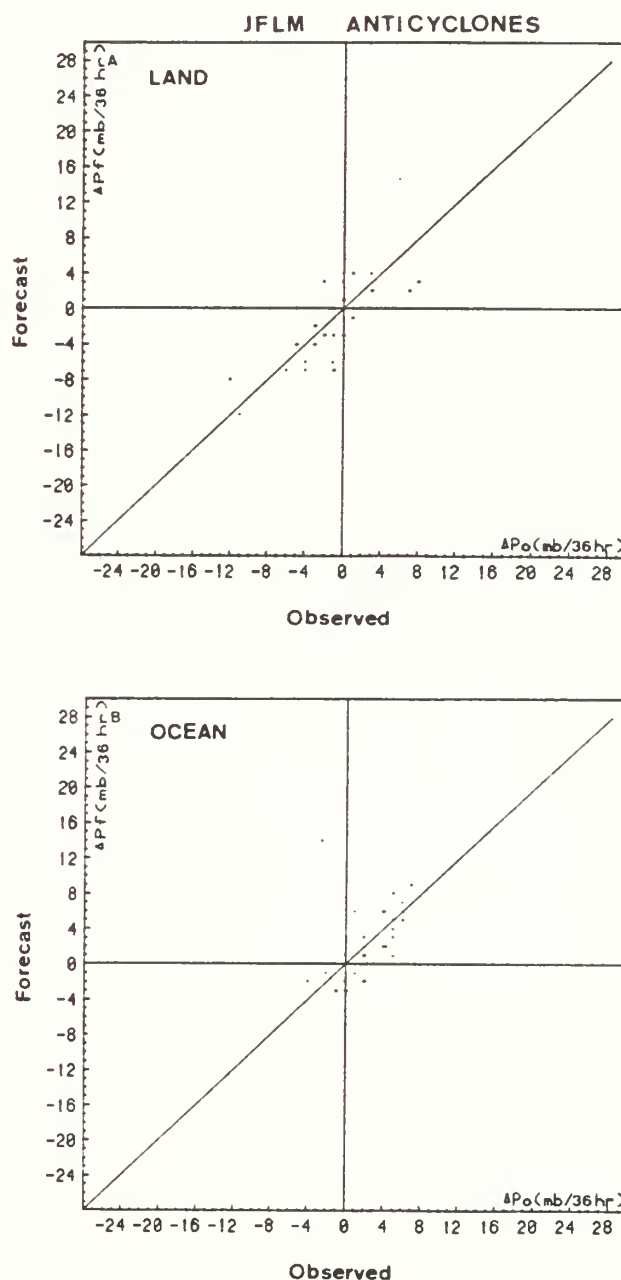 JFLM ANTICYCLONES
A
LAND
ΔPf(mb/36 hr)
28
24
20
16
12
8
4
0
-4
-8
-12
-16
-20
-24
Forecast
ΔPo(mb/36hr)
-24 -20 -16 -12 -8 -4 0 4 8 12 16 20 24 28
Observed
B
OCEAN
ΔPf(mb/36 hr)
28
24
20
16
12
8
4
0
-4
-8
-12
-16
-20
-24
Forecast
ΔPo(mb/36hr)
-24 -20 -16 -12 -8 -4 0 4 8 12 16 20 24 28
Observed